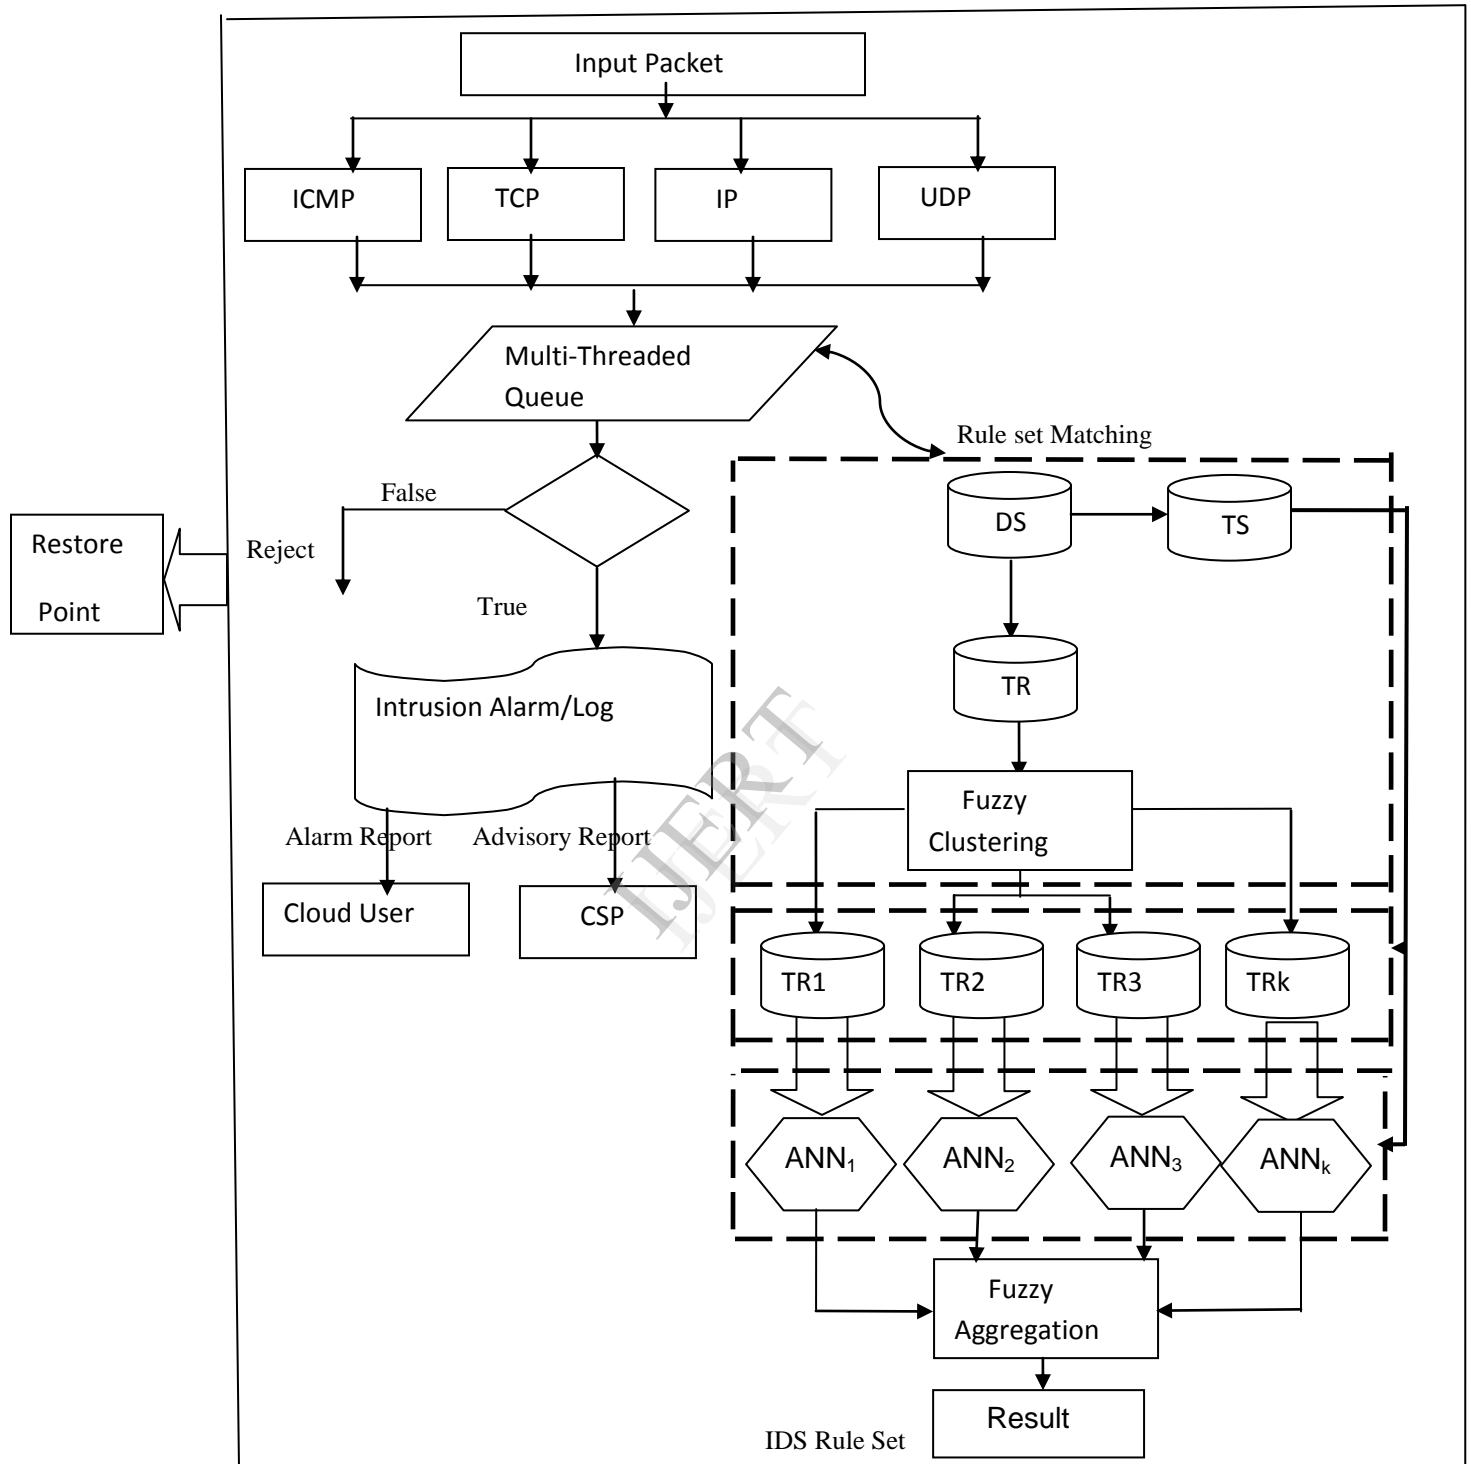 Input Packet
ICMP
TCP
IP
UDP
Multi-Threaded
Queue
Rule set Matching
False
Reject
True
Restore
Point
DS
TS
TR
Intrusion Alarm/Log
Fuzzy
Clustering
Alarm Report
Advisory Report
Cloud User
CSP
IJERT
TR1
TR2
TR3
TRk
ANN₁
ANN₂
ANN₃
ANNₖ
Fuzzy
Aggregation
Result
IDS Rule Set